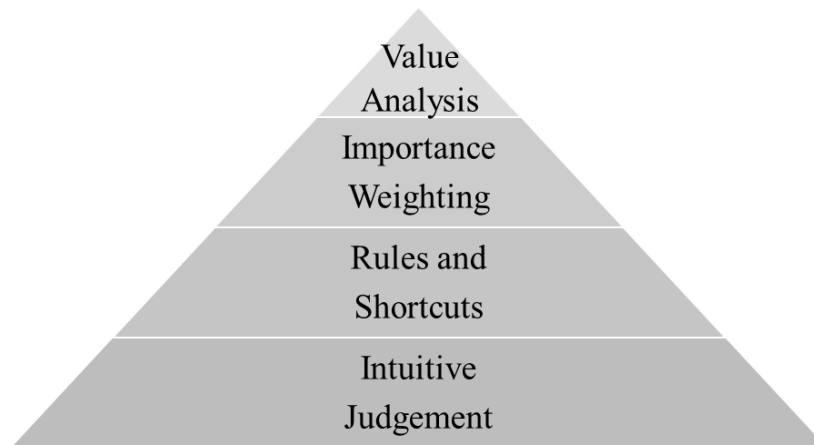 Value
Analysis
Importance
Weighting
Rules and
Shortcuts
Intuitive
Judgement